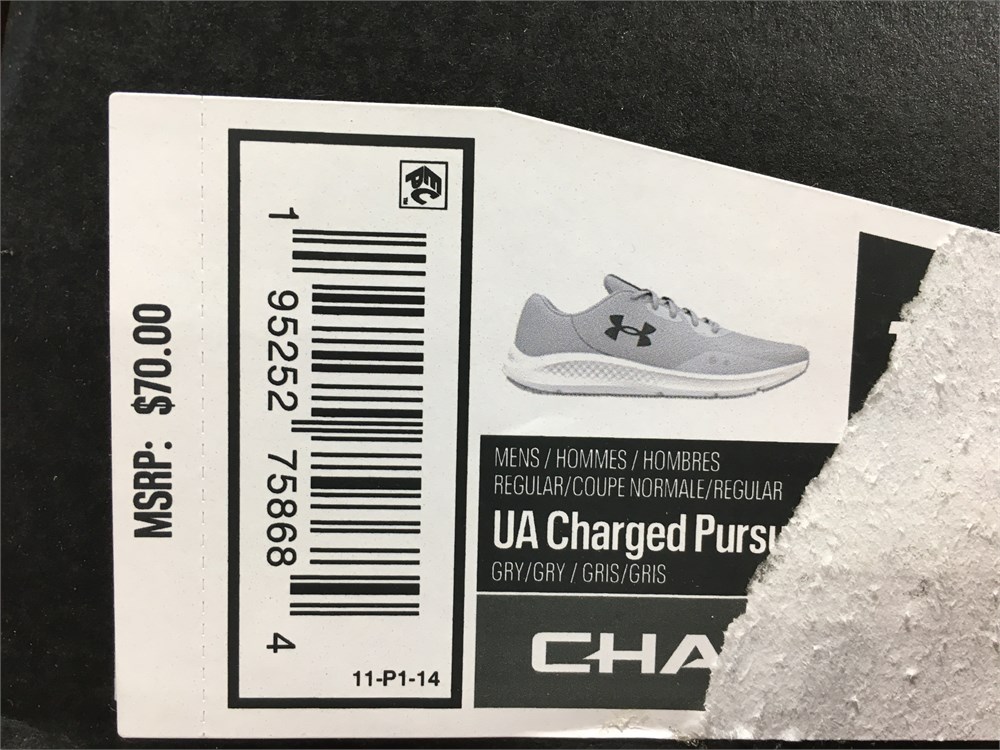 MSRP: $70.00
1 95252 75868 4
11-P1-14
MENS / HOMMES / HOMBRES
REGULAR/COUPE NORMALE/REGULAR
UA Charged Pursu
GRY/GRY / GRIS/GRIS
CHA